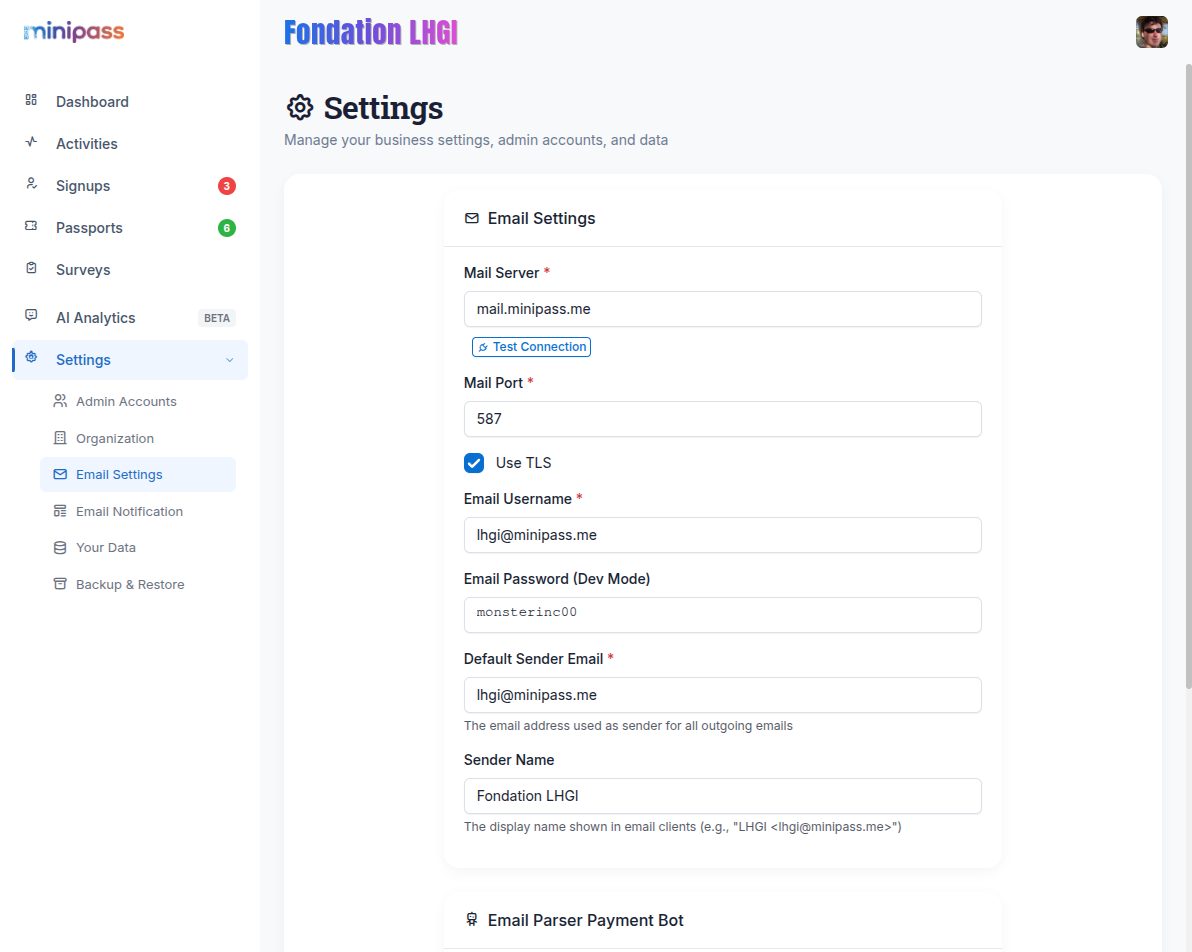 minipass
Fondation LHGI
Dashboard
Activities
Signups 3
Passports 6
Surveys
AI Analytics BETA
Settings
Admin Accounts
Organization
Email Settings
Email Notification
Your Data
Backup & Restore
Settings
Manage your business settings, admin accounts, and data
Email Settings
Mail Server *
mail.minipass.me
Test Connection
Mail Port *
587
Use TLS
Email Username *
lhgi@minipass.me
Email Password (Dev Mode)
monsterinc00
Default Sender Email *
lhgi@minipass.me
The email address used as sender for all outgoing emails
Sender Name
Fondation LHGI
The display name shown in email clients (e.g., "LHGI <lhgi@minipass.me>")
Email Parser Payment Bot